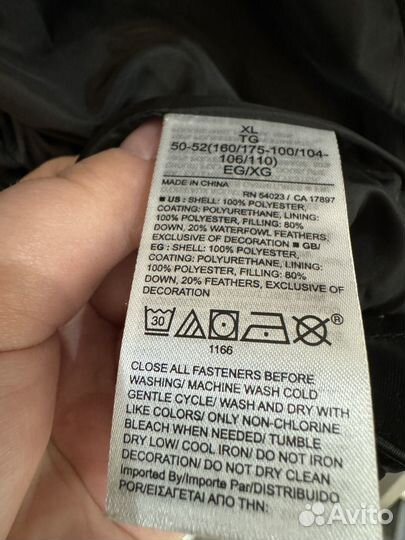 XL
TG
50-52(160/175-100/104-
106/110)
EG/XG
MADE IN CHINA RN 54023 / CA 17897
■ US : SHELL: 100% POLYESTER,
COATING: POLYURETHANE, LINING:
100% POLYESTER, FILLING: 80%
DOWN, 20% WATERFOWL FEATHERS,
EXCLUSIVE OF DECORATION ■ GB/
EG : SHELL: 100% POLYESTER,
COATING: POLYURETHANE, LINING:
100% POLYESTER, FILLING: 80%
DOWN, 20% FEATHERS, EXCLUSIVE OF
DECORATION
30 ®
1166
CLOSE ALL FASTENERS BEFORE
WASHING/ MACHINE WASH COLD
GENTLE CYCLE/ WASH AND DRY WITH
LIKE COLORS/ ONLY NON-CHLORINE
BLEACH WHEN NEEDED/ TUMBLE
DRY LOW/ COOL IRON/ DO NOT IRON
DECORATION/ DO NOT DRY CLEAN
Imported By/Importado Par/DISTRIBUIDO
POR/ΕΙΣΑΓΕΤΑΙ ΑΠΟ ΤΗΝ:
Avito